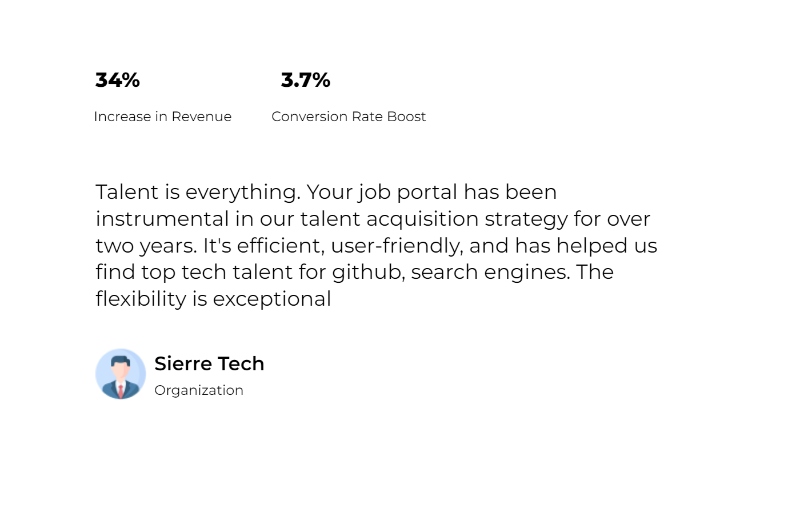 34% 3.7%
Increase in Revenue Conversion Rate Boost
Talent is everything. Your job portal has been
instrumental in our talent acquisition strategy for over
two years. It's efficient, user-friendly, and has helped us
find top tech talent for github, search engines. The
flexibility is exceptional
Sierre Tech
Organization